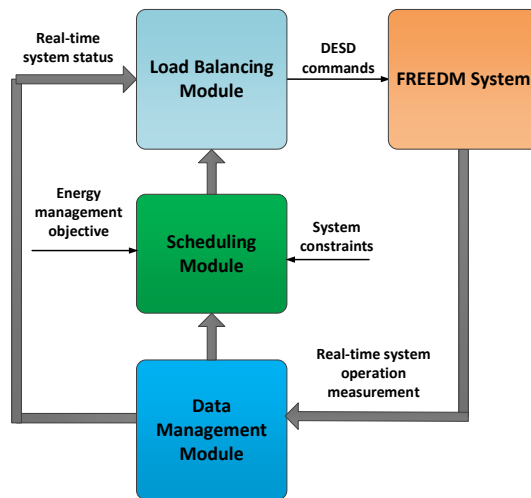 Real-time
system status
Load Balancing
Module
DESD
commands
FREEDM System
Energy
management
objective
Scheduling
Module
System
constraints
Real-time system
operation
measurement
Data
Management
Module